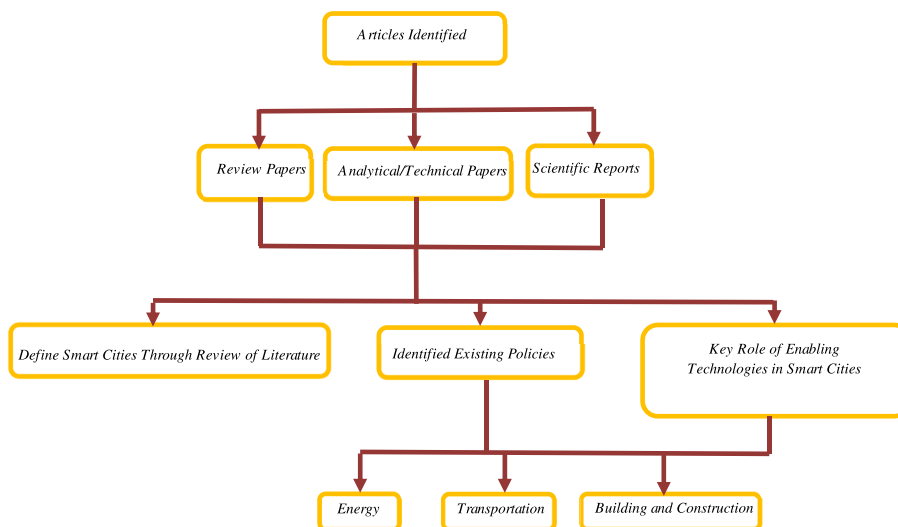 Articles Identified
Review Papers
Analytical/Technical Papers
Scientific Reports
Define Smart Cities Through Review of Literature
Identified Existing Policies
Key Role of Enabling
Technologies in Smart Cities
Energy
Transportation
Building and Construction